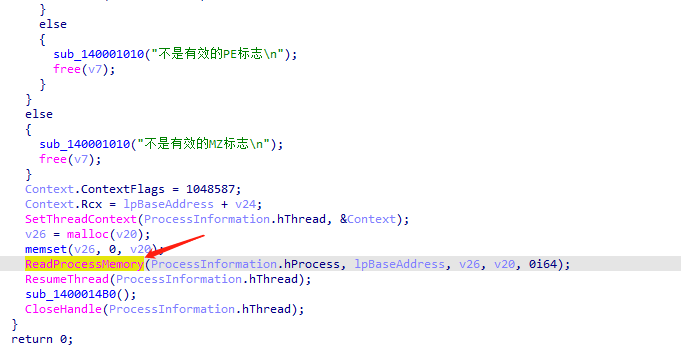 }
else
{
sub_140001010("不是有效的PE标志\n");
free(v7);
}
}
else
{
sub_140001010("不是有效的MZ标志\n");
free(v7);
}
Context.ContextFlags = 1048587;
Context.Rcx = lpBaseAddress + v24;
SetThreadContext(ProcessInformation.hThread, &Context);
v26 = malloc(v20);
memset(v26, 0, v20);
ReadProcessMemory(ProcessInformation.hProcess, lpBaseAddress, v26, v20, 0i64);
ResumeThread(ProcessInformation.hThread);
sub_1400014B0();
CloseHandle(ProcessInformation.hThread);
}
return 0;